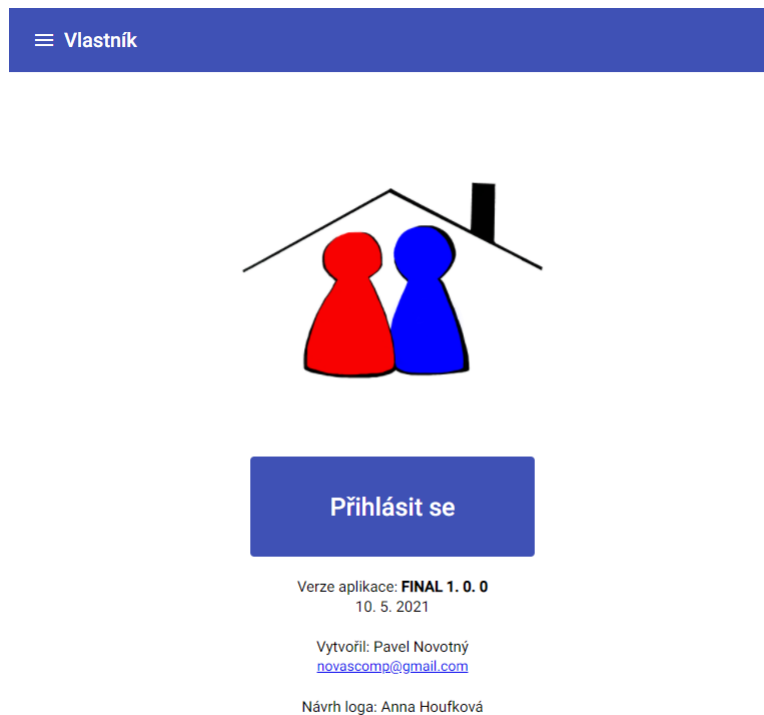 Vlastník
Přihlásit se
Verze aplikace: FINAL 1. 0. 0
10. 5. 2021
Vytvořil: Pavel Novotný
novascomp@gmail.com
Návrh loga: Anna Houfková